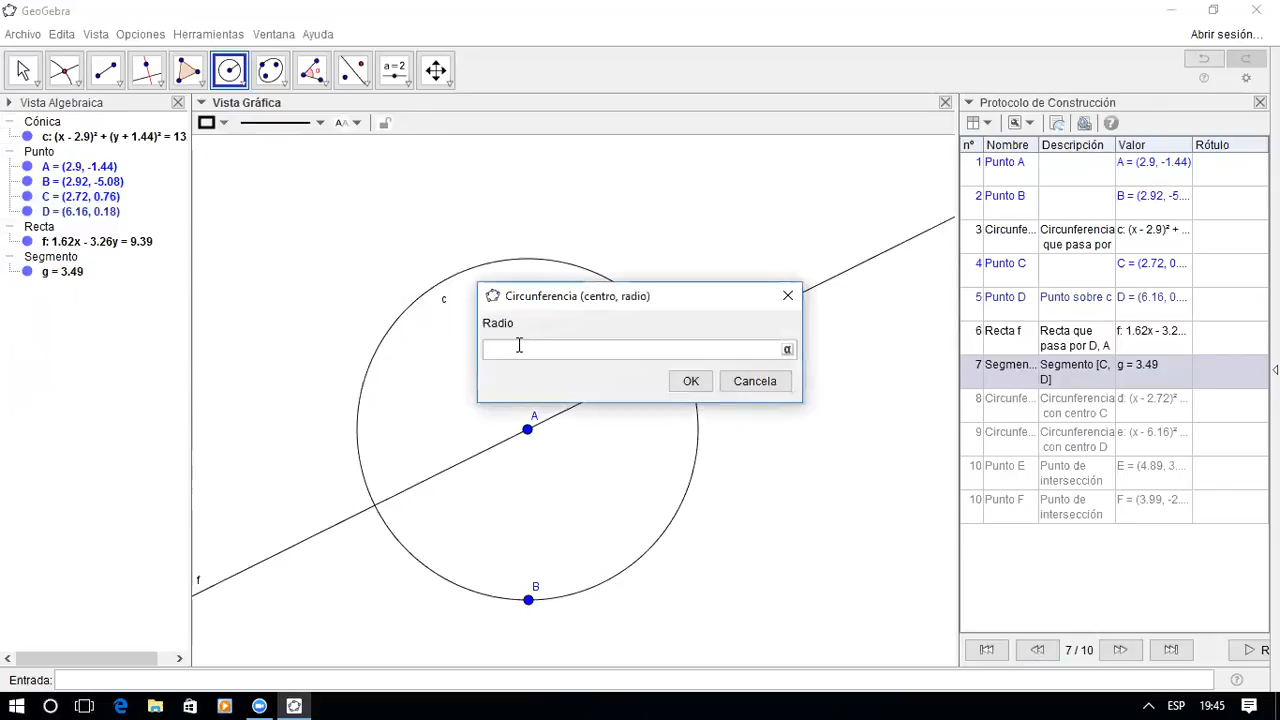 GeoGebra
Archivo Edita Vista Opciones Herramientas Ventana Ayuda
Abrir sesión...
a = 2
Vista Algebraica
Cónica
c: (x - 2.9)² + (y + 1.44)² = 13
Punto
A = (2.9, -1.44)
B = (2.92, -5.08)
C = (2.72, 0.76)
D = (6.16, 0.18)
Recta
f: 1.62x - 3.26y = 9.39
Segmento
g = 3.49
Vista Gráfica
AA
c
A
B
f
Circunferencia (centro, radio)
Radio
α
OK Cancela
Protocolo de Construcción
nº Nombre Descripción Valor Rótulo
1 Punto A A = (2.9, -1.44)
2 Punto B B = (2.92, -5....
3 Circunfe... Circunferencia c: (x - 2.9)² + ...
que pasa por
4 Punto C C = (2.72, 0....
5 Punto D Punto sobre c D = (6.16, 0....
6 Recta f Recta que f: 1.62x - 3.2...
pasa por D, A
7 Segmen... Segmento [C, g = 3.49
D]
8 Circunfe... Circunferencia d: (x - 2.72)² ...
con centro C
9 Circunfe... Circunferencia e: (x - 6.16)² ...
con centro D
10 Punto E Punto de E = (4.89, 3....
intersección
10 Punto F Punto de F = (3.99, -2....
intersección
7 / 10
R
Entrada:
ESP 19:45